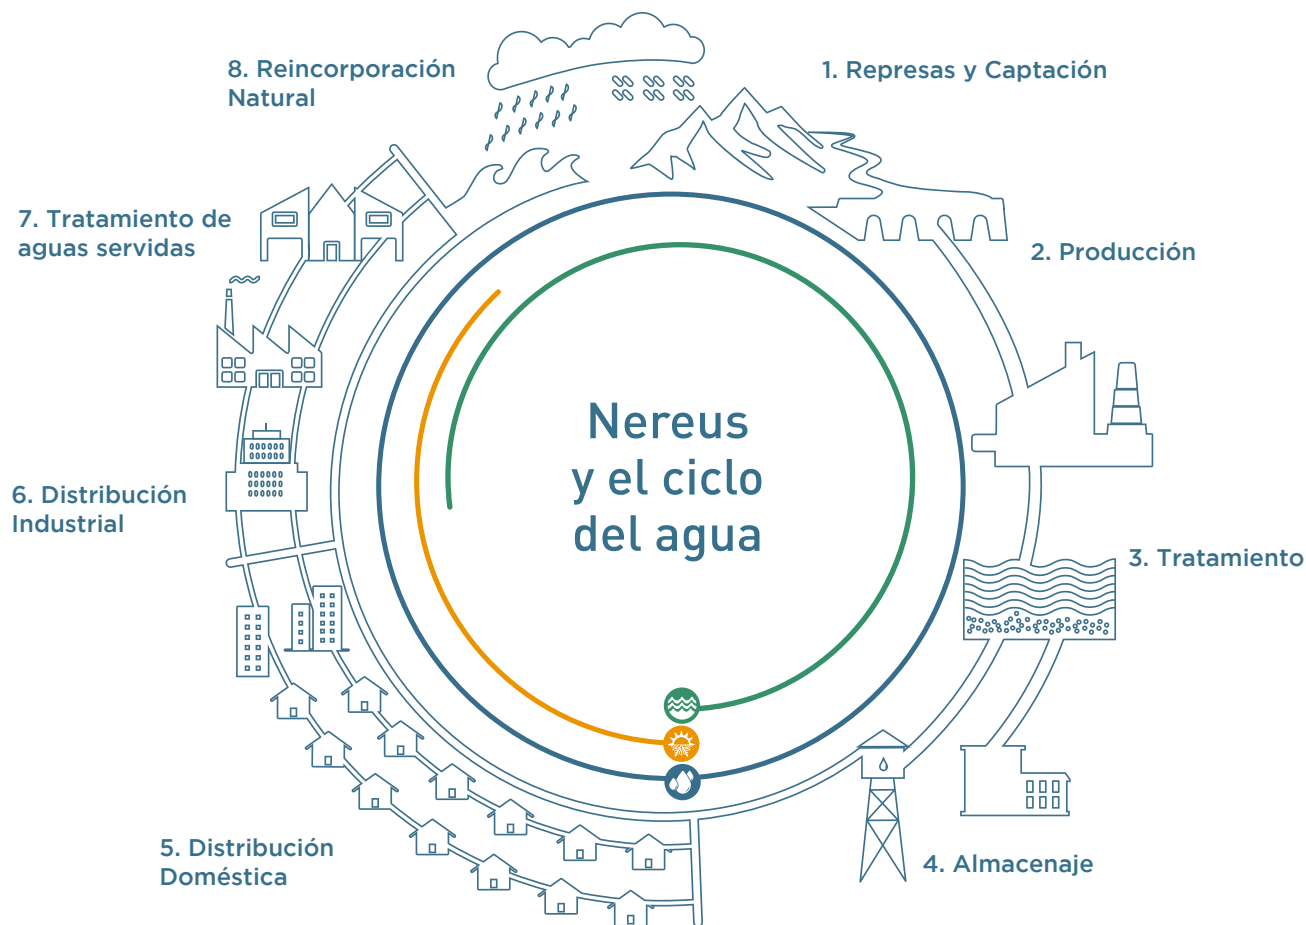 8. Reincorporación
Natural
1. Represas y Captación
7. Tratamiento de
aguas servidas
2. Producción
Nereus
y el ciclo
del agua
6. Distribución
Industrial
3. Tratamiento
5. Distribución
Doméstica
4. Almacenaje